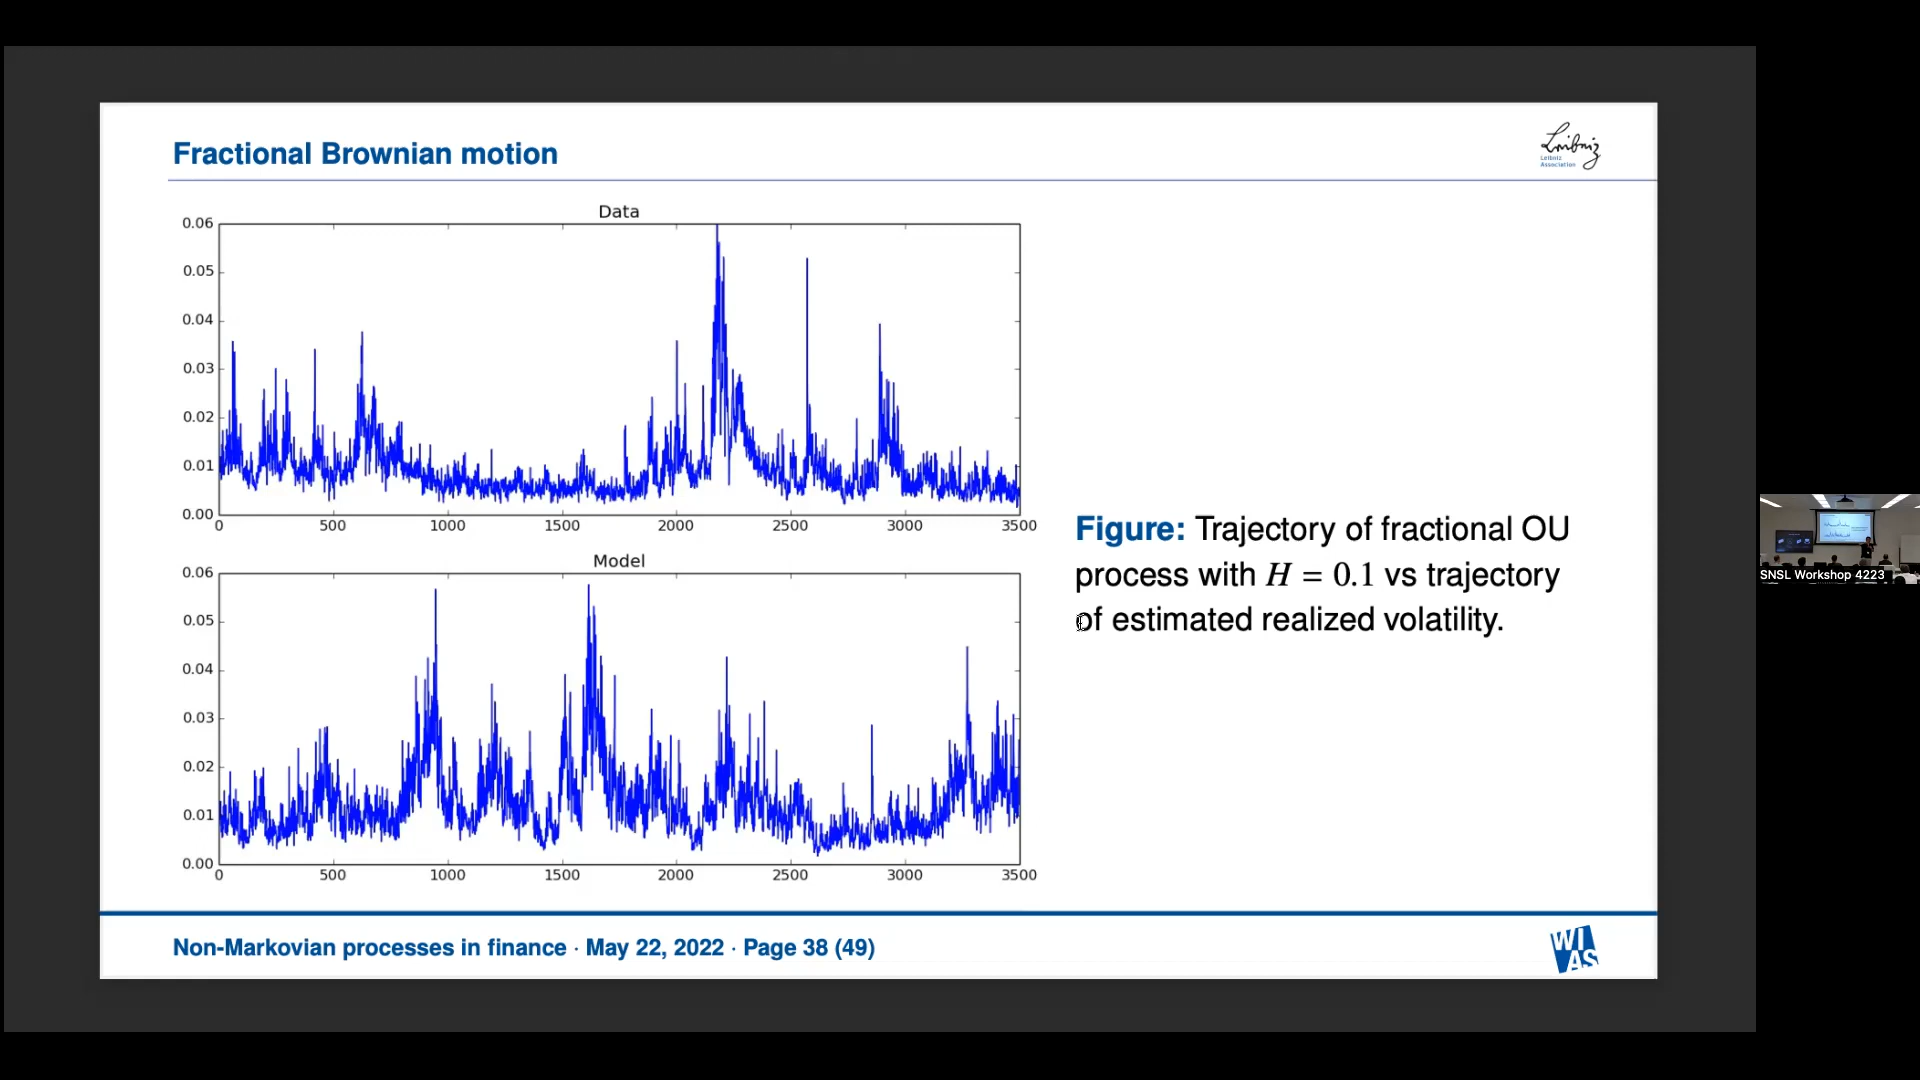 Fractional Brownian motion
Leibniz
Leibniz
Association
Data
0.06
0.05
0.04
0.03
0.02
0.01
0.00
0 500 1000 1500 2000 2500 3000 3500
Model
0.06
0.05
0.04
0.03
0.02
0.01
0.00
0 500 1000 1500 2000 2500 3000 3500
Figure: Trajectory of fractional OU
process with H = 0.1 vs trajectory
of estimated realized volatility.
SNSL Workshop 4223
Non-Markovian processes in finance · May 22, 2022 · Page 38 (49)
WI
AS